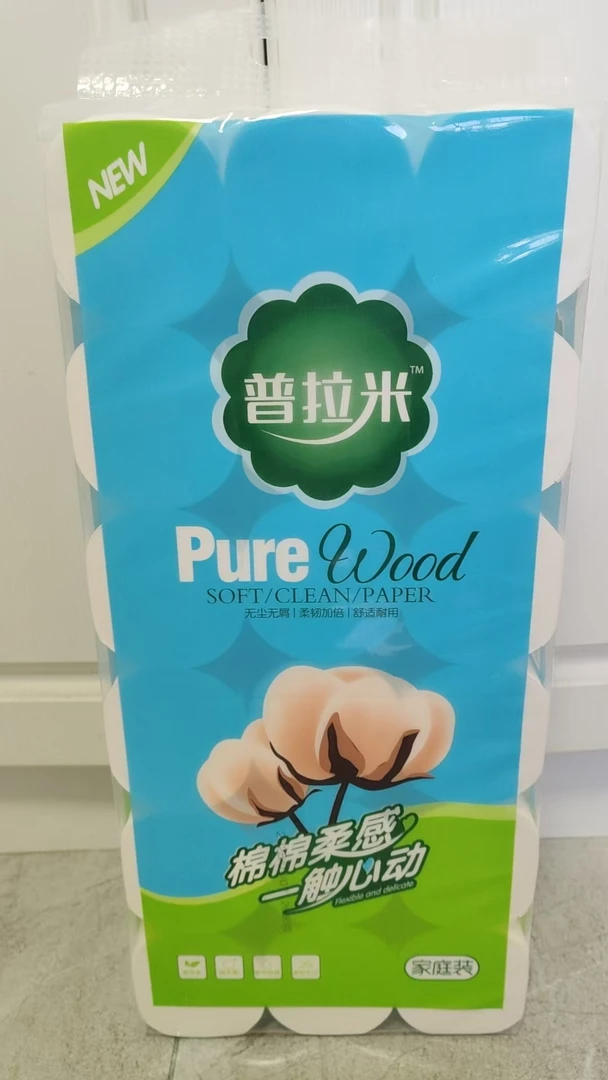 NEW
普拉米™
Pure Wood
SOFT/CLEAN/PAPER
无尘无屑|柔韧加倍|舒适耐用
棉棉柔感
一触心动
Flexible and delicate
家庭装